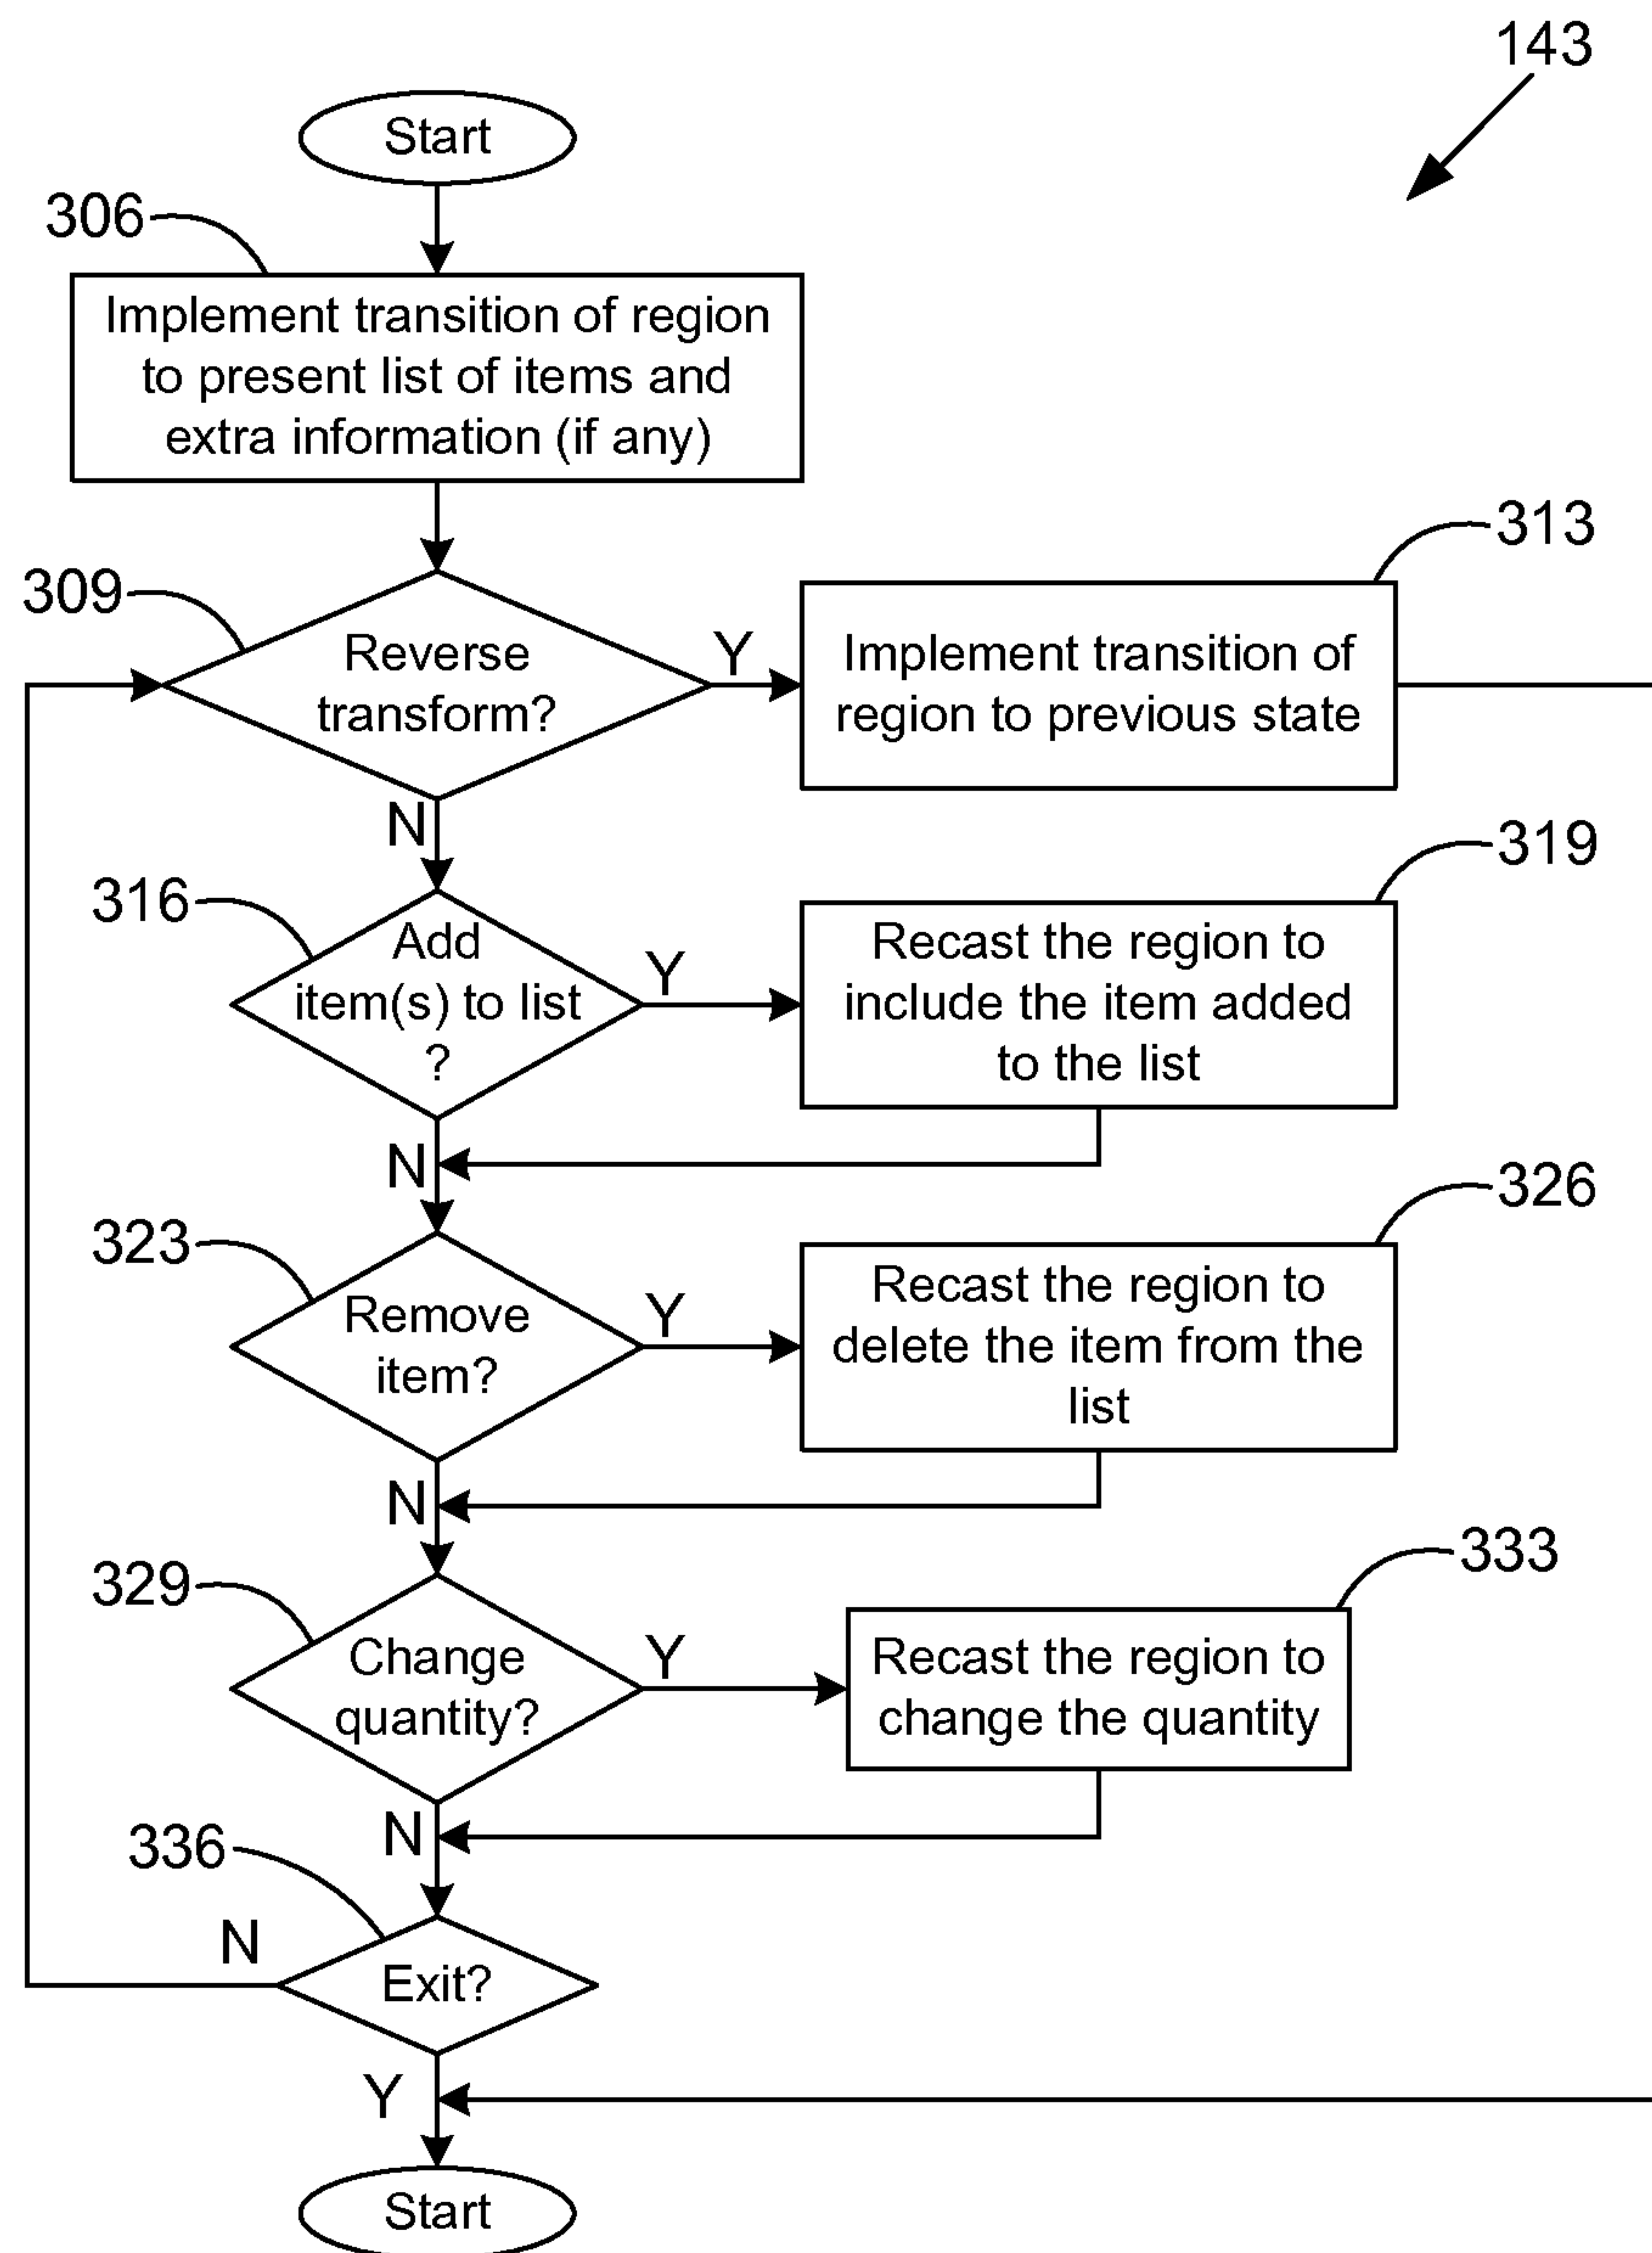 143
Start
306
Implement transition of region
to present list of items and
extra information (if any)
309
Reverse
transform?
Y
313
Implement transition of
region to previous state
N
316
Add
item(s) to list
?
Y
319
Recast the region to
include the item added
to the list
N
323
Remove
item?
Y
326
Recast the region to
delete the item from the
list
N
329
Change
quantity?
Y
333
Recast the region to
change the quantity
N
336
Exit?
N
Y
Start